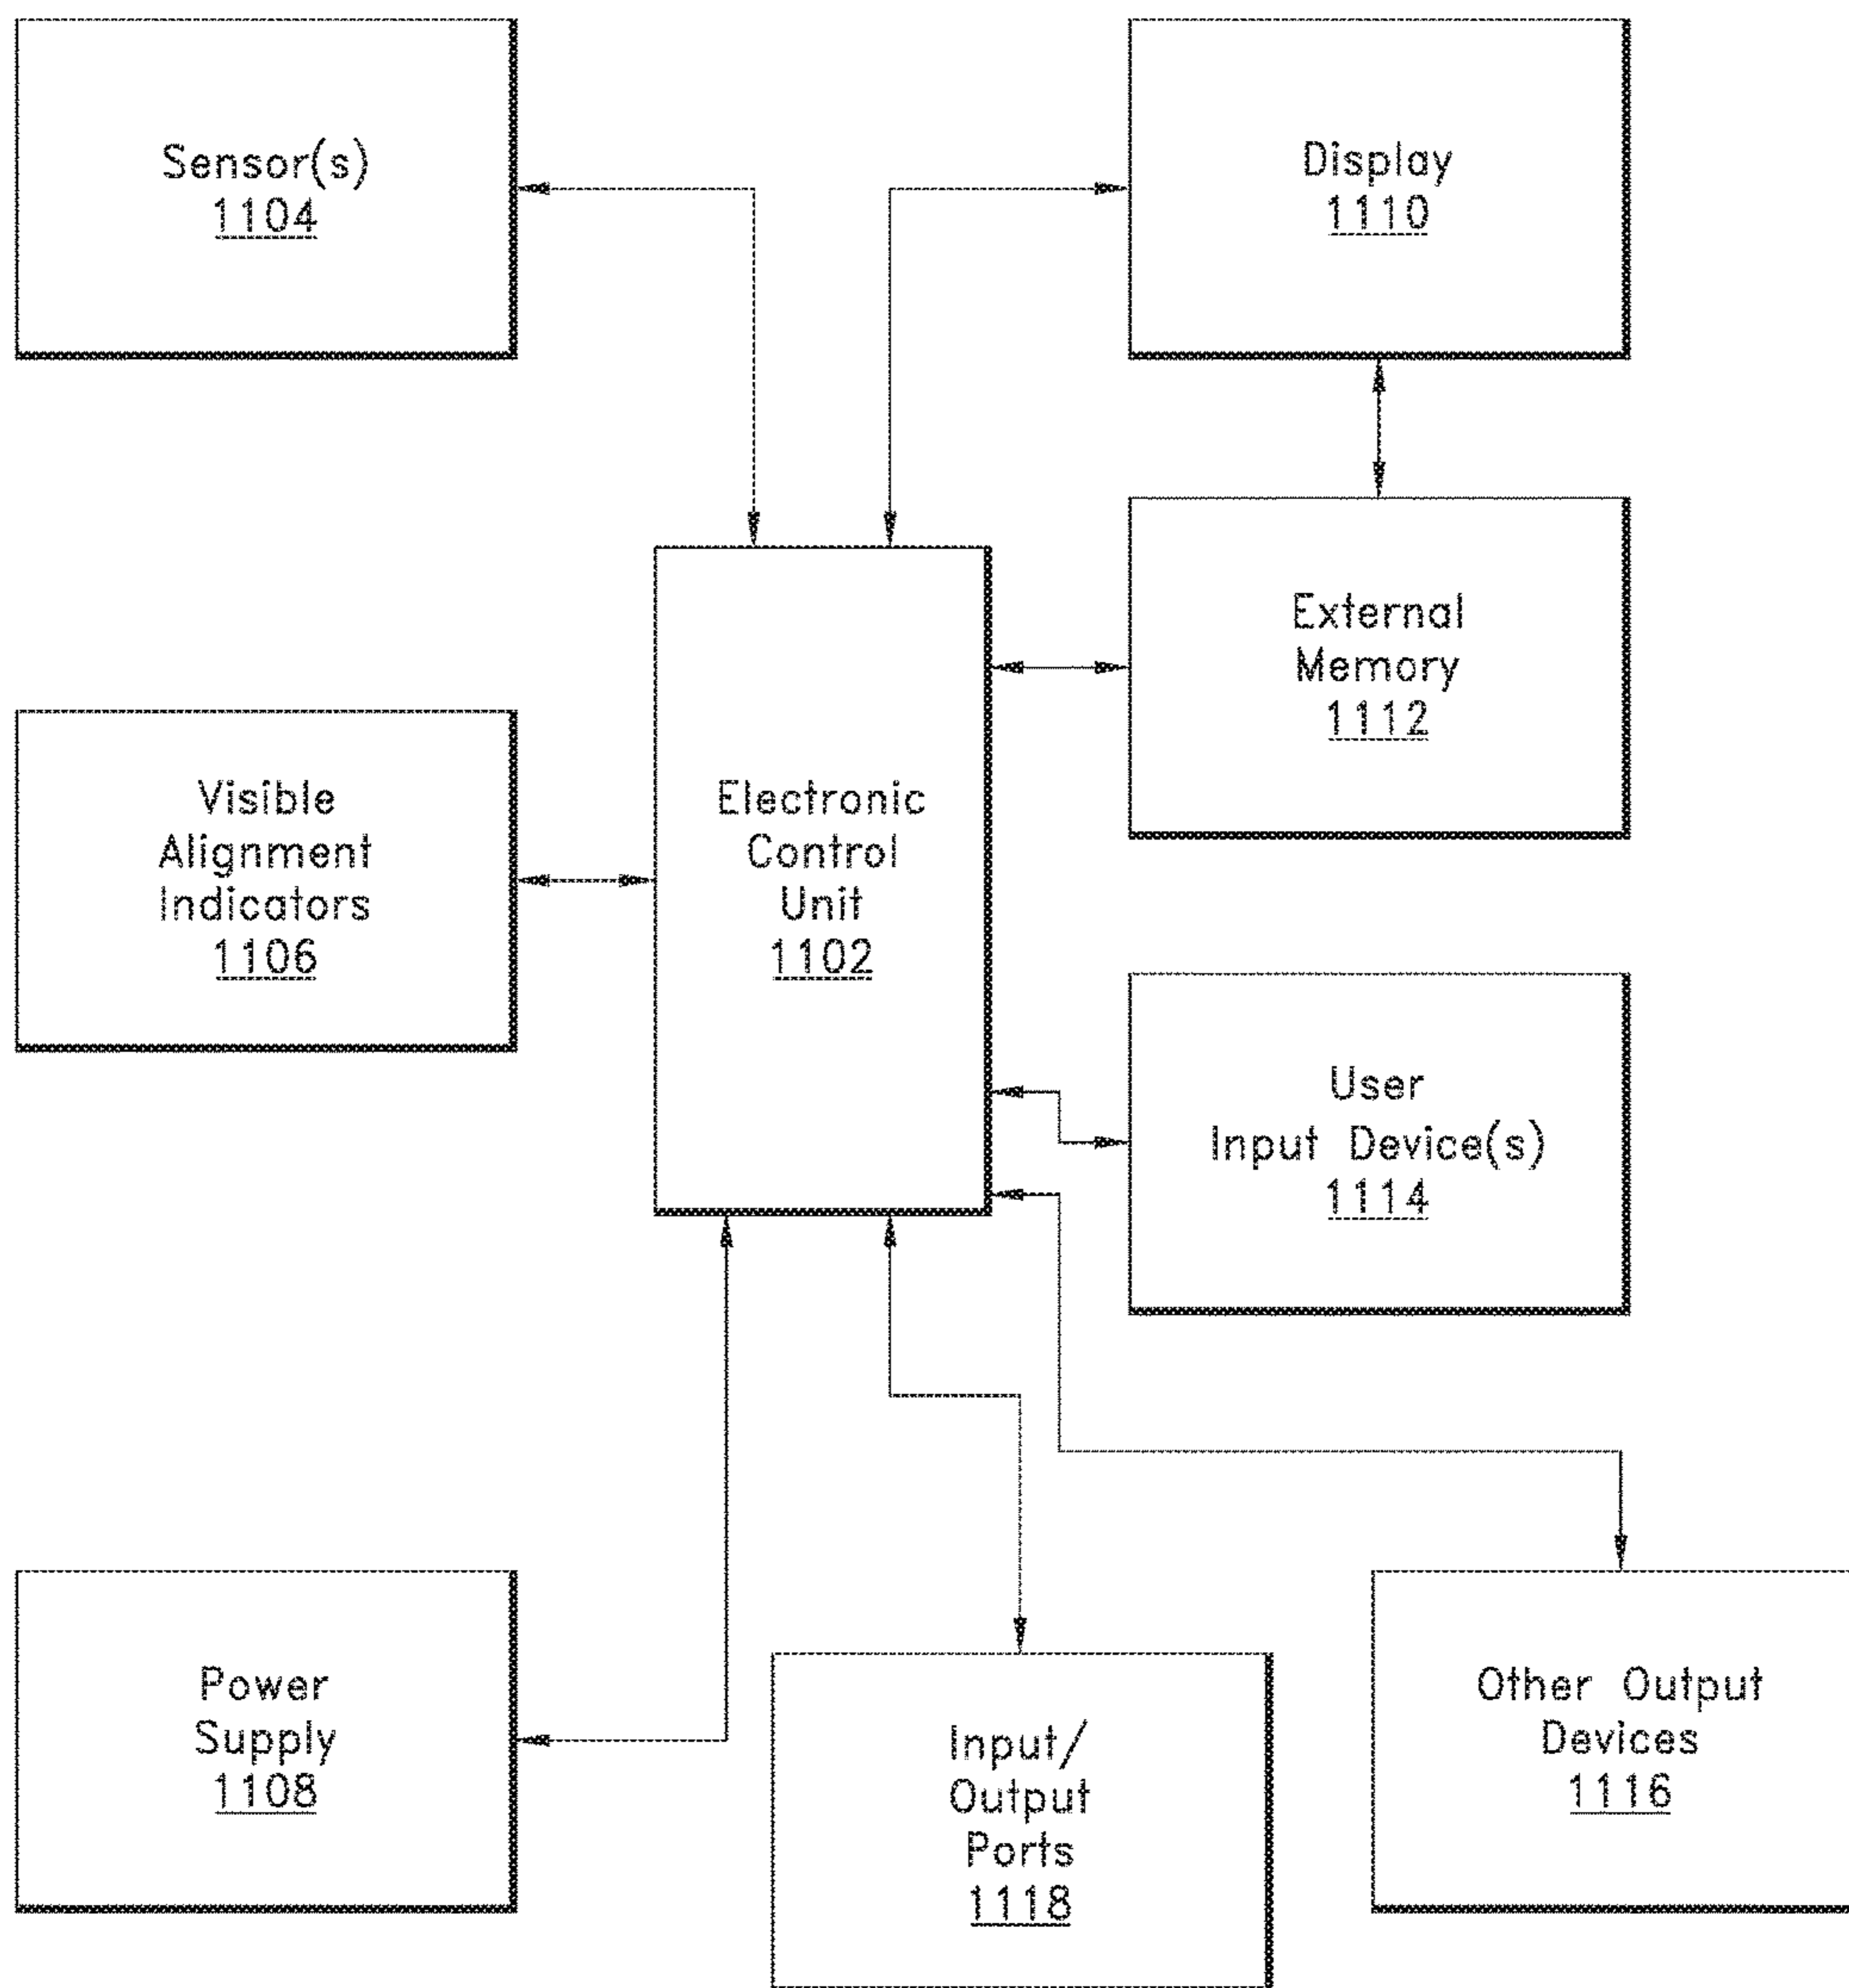 Sensor(s)
1104
Display
1110
External
Memory
1112
Visible
Alignment
Indicators
1106
Electronic
Control
Unit
1102
User
Input Device(s)
1114
Power
Supply
1108
Input/
Output
Ports
1118
Other Output
Devices
1116